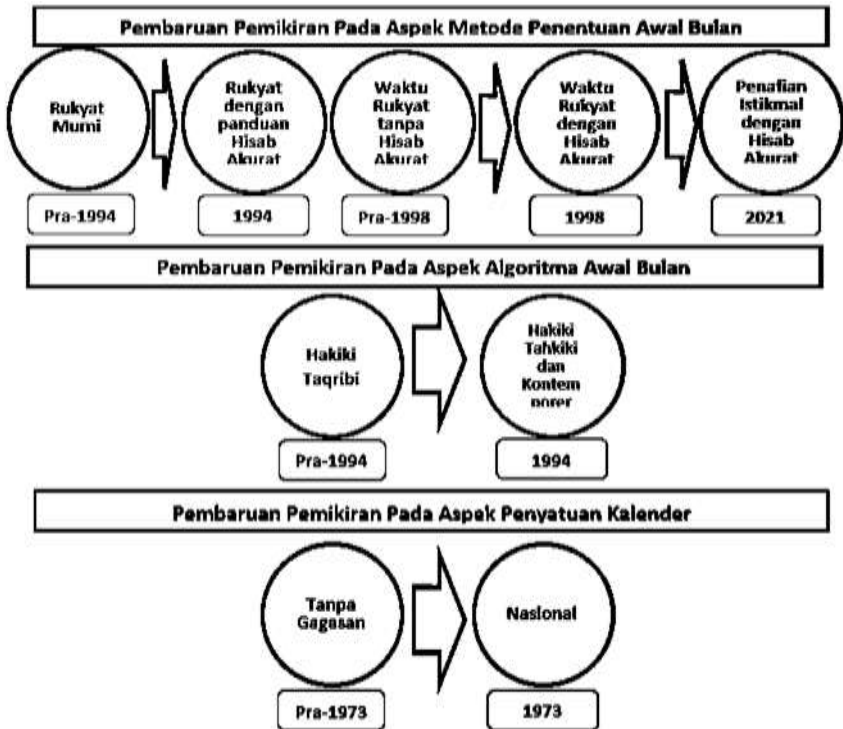 Pembaruan Pemikiran Pada Aspek Metode Penentuan Awal Bulan
Rukyat
Murni
Rukyat
dengan
panduan
Hisab
Akurat
Waktu
Rukyat
tanpa
Hisab
Akurat
Waktu
Rukyat
dengan
Hisab
Akurat
Penafian
Istikmal
dengan
Hisab
Akurat
Pra-1994
1994
Pra-1998
1998
2021
Pembaruan Pemikiran Pada Aspek Algoritma Awal Bulan
Hakiki
Taqribi
Hakiki
Tahkiki
dan
Kontem
porer
Pra-1994
1994
Pembaruan Pemikiran Pada Aspek Penyatuan Kalender
Tanpa
Gagasan
Nasional
Pra-1973
1973